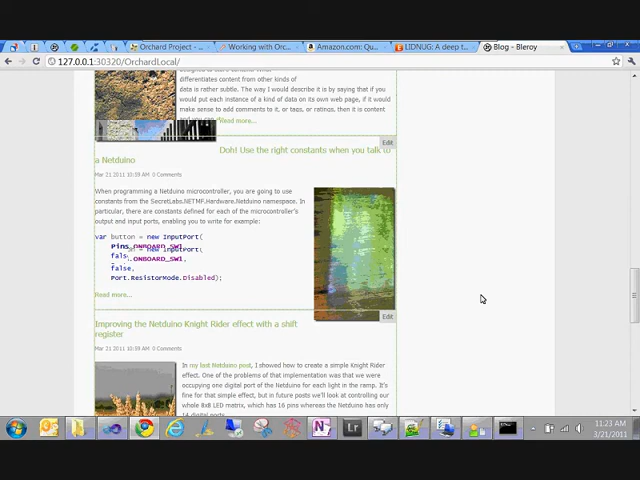 Orchard Project -
Working with Orc
Amazon.com: Qu
LIDNUG: A deep t
Blog - Bleroy
127.0.0.1:30320/OrchardLocal/
differentiates content from other kinds of
data is rather subtle. The way I would describe it is by saying that if you
would put each instance of a kind of data on its own web page, if it would
make sense to add comments to it, or tags, or ratings, then it is content
Read more...
Edit
Doh! Use the right constants when you talk to
a Netduino
Mar 21 2011 10:59 AM 0 Comments
When programming a Netduino microcontroller, you are going to use
constants from the SecretLabs.NETMF.Hardware.Netduino namespace. In
particular, there are constants defined for each of the microcontroller's
output and input ports, enabling you to write for example:
var button = new InputPort(
Pins.ONBOARD_SW1,
= new InputPort(
fals
.ONBOARD_SW1,
false,
Port.ResistorMode.Disabled);
Read more...
Edit
Improving the Netduino Knight Rider effect with a shift
register
Mar 21 2011 10:59 AM 0 Comments
In my last Netduino post, I showed how to create a simple Knight Rider
effect. One of the problems of that implementation was that we were
occupying one digital port of the Netduino for each light in the ramp. It's
fine for that simple effect, but in future posts we'll look at controlling our
whole 8x8 LED matrix, which has 16 pins whereas the Netduino has only
14 digital pins
Lr
11:23 AM
3/21/2011